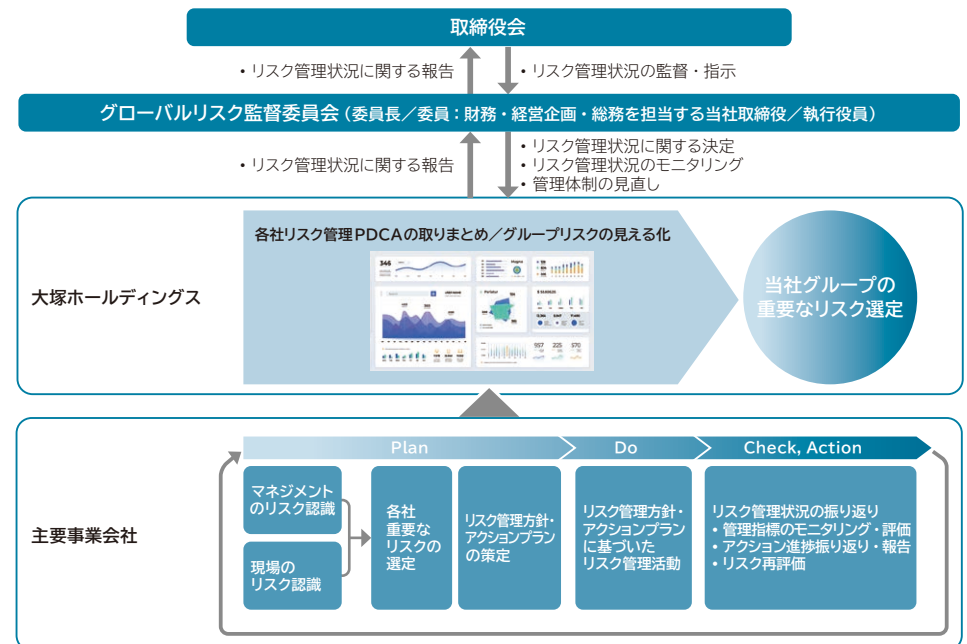 取締役会
・リスク管理状況に関する報告
・リスク管理状況の監督・指示
グローバルリスク監督委員会（委員長／委員：財務・経営企画・総務を担当する当社取締役／執行役員）
・リスク管理状況に関する報告
・リスク管理状況に関する決定
・リスク管理状況のモニタリング
・管理体制の見直し
大塚ホールディングス
各社リスク管理PDCAの取りまとめ／グループリスクの見える化
346
957
225
570
当社グループの
重要なリスク選定
主要事業会社
Plan
Do
Check, Action
マネジメント
のリスク認識
現場の
リスク認識
各社
重要な
リスクの
選定
リスク管理方針・
アクションプラン
の策定
リスク管理方針・
アクションプラン
に基づいた
リスク管理活動
リスク管理状況の振り返り
・管理指標のモニタリング・評価
・アクション進捗振り返り・報告
・リスク再評価